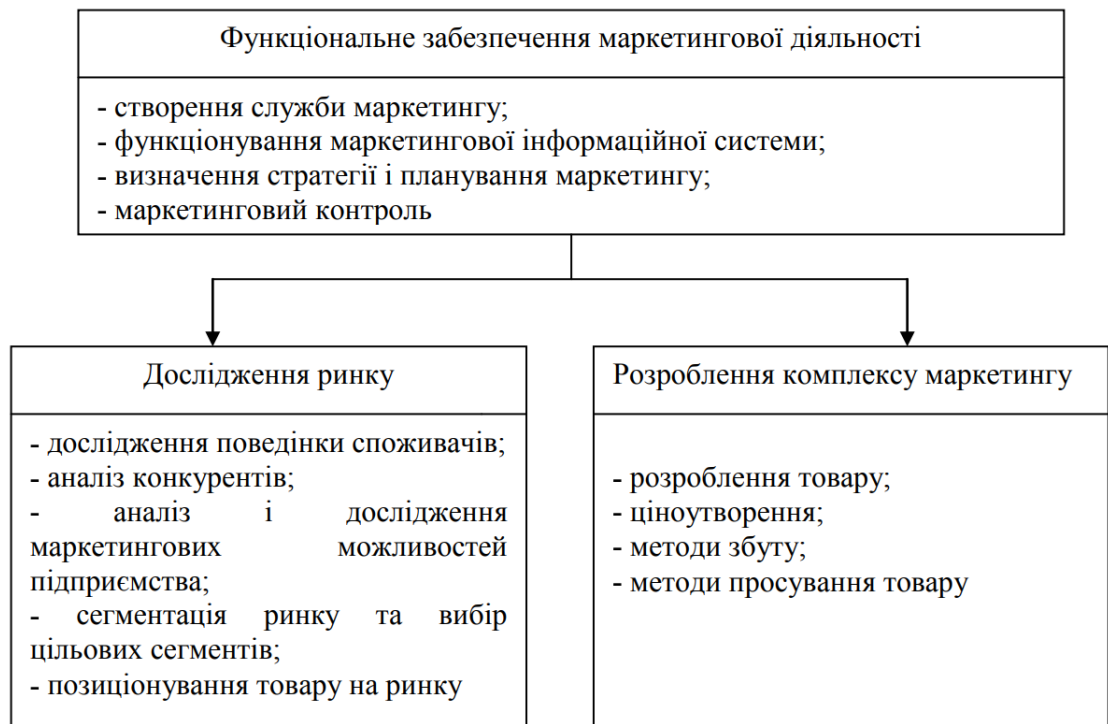 Функціональне забезпечення маркетингової діяльності
- створення служби маркетингу;
- функціонування маркетингової інформаційної системи;
- визначення стратегії і планування маркетингу;
- маркетинговий контроль
Дослідження ринку
- дослідження поведінки споживачів;
- аналіз конкурентів;
- аналіз і дослідження
маркетингових можливостей
підприємства;
- сегментація ринку та вибір
цільових сегментів;
- позиціонування товару на ринку
Розроблення комплексу маркетингу
- розроблення товару;
- ціноутворення;
- методи збуту;
- методи просування товару